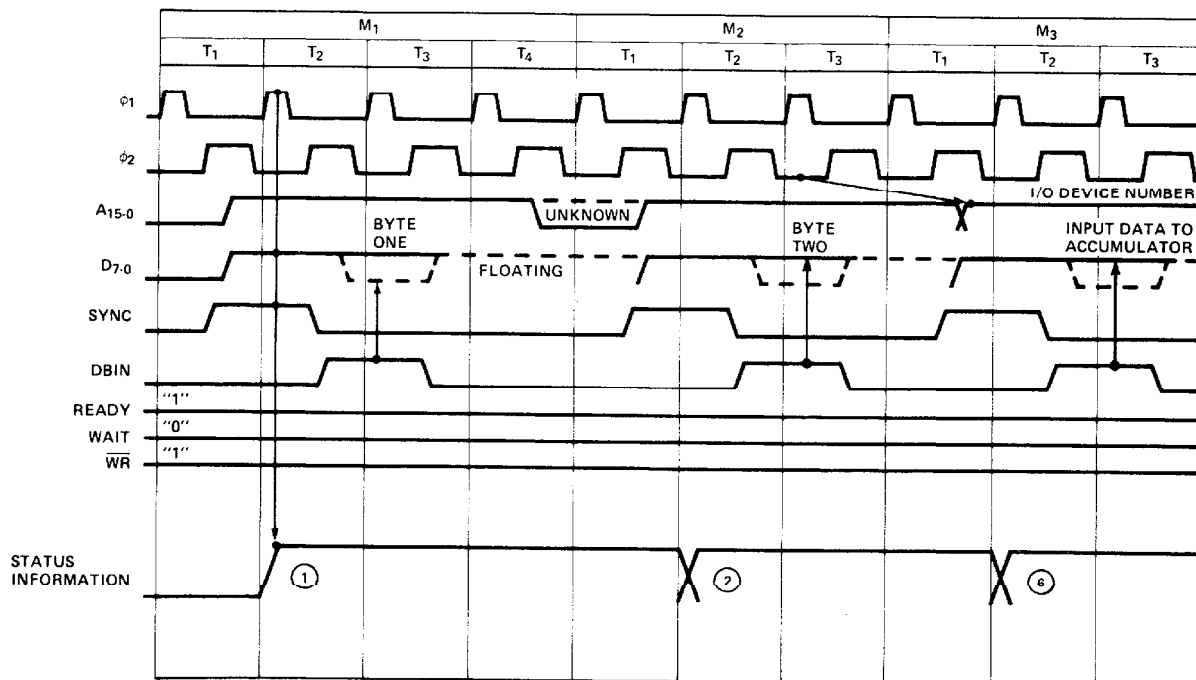 M1 M2 M3
T1 T2 T3 T4 T1 T2 T3 T1 T2 T3
φ1
φ2
I/O DEVICE NUMBER
A15-0
UNKNOWN
BYTE
ONE
BYTE
TWO
INPUT DATA TO
ACCUMULATOR
D7-0
FLOATING
SYNC
DBIN
READY "1"
WAIT "0"
WR "1"
STATUS
INFORMATION
1 2 6